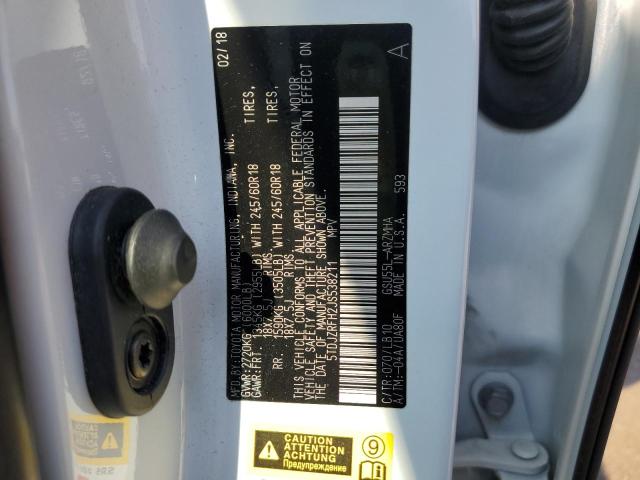 MFD.BY:TOYOTA MOTOR MANUFACTURING, INDIANA, INC. 02/18
GVWR:2720KG (6000LB)
GAWR:FRT. 1345KG (2955LB) WITH 245/60R18 TIRES,
18X7.5J RIMS,
RR. 1590KG (3505LB) WITH 245/60R18 TIRES,
18X7.5J RIMS.
THIS VEHICLE CONFORMS TO ALL APPLICABLE FEDERAL MOTOR
VEHICLE SAFETY AND THEFT PREVENTION STANDARDS IN EFFECT ON
THE DATE OF MANUFACTURE SHOWN ABOVE.
5TDJZRFH2JS538211 MPV
A
C/TR:070/LB10 GSU55L-ARZMHA
A/TM:-04A/UA80F MADE IN U.S.A. 593
CAUTION
ATTENTION
Предупреждение
9